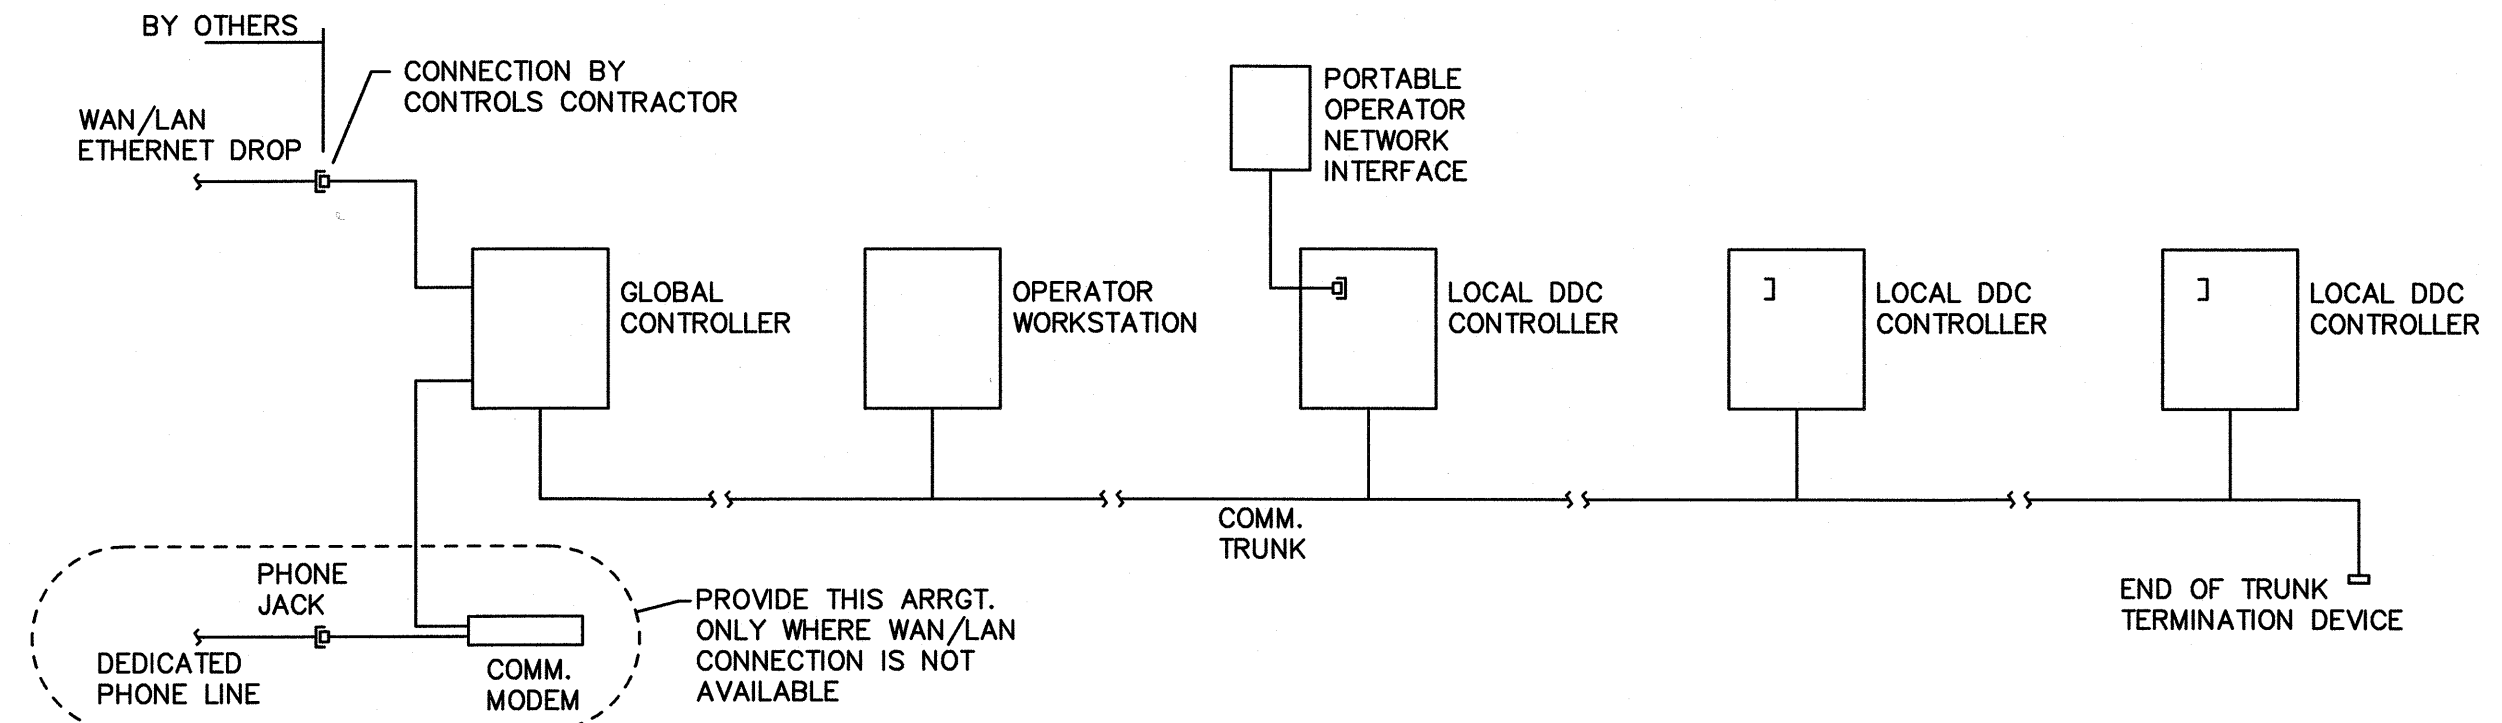 BY OTHERS
CONNECTION BY
CONTROLS CONTRACTOR
WAN/LAN
ETHERNET DROP
PORTABLE
OPERATOR
NETWORK
INTERFACE
GLOBAL
CONTROLLER
OPERATOR
WORKSTATION
LOCAL DDC
CONTROLLER
LOCAL DDC
CONTROLLER
LOCAL DDC
CONTROLLER
COMM.
TRUNK
END OF TRUNK
TERMINATION DEVICE
PHONE
JACK
DEDICATED
PHONE LINE
COMM.
MODEM
PROVIDE THIS ARRGT.
ONLY WHERE WAN/LAN
CONNECTION IS NOT
AVAILABLE